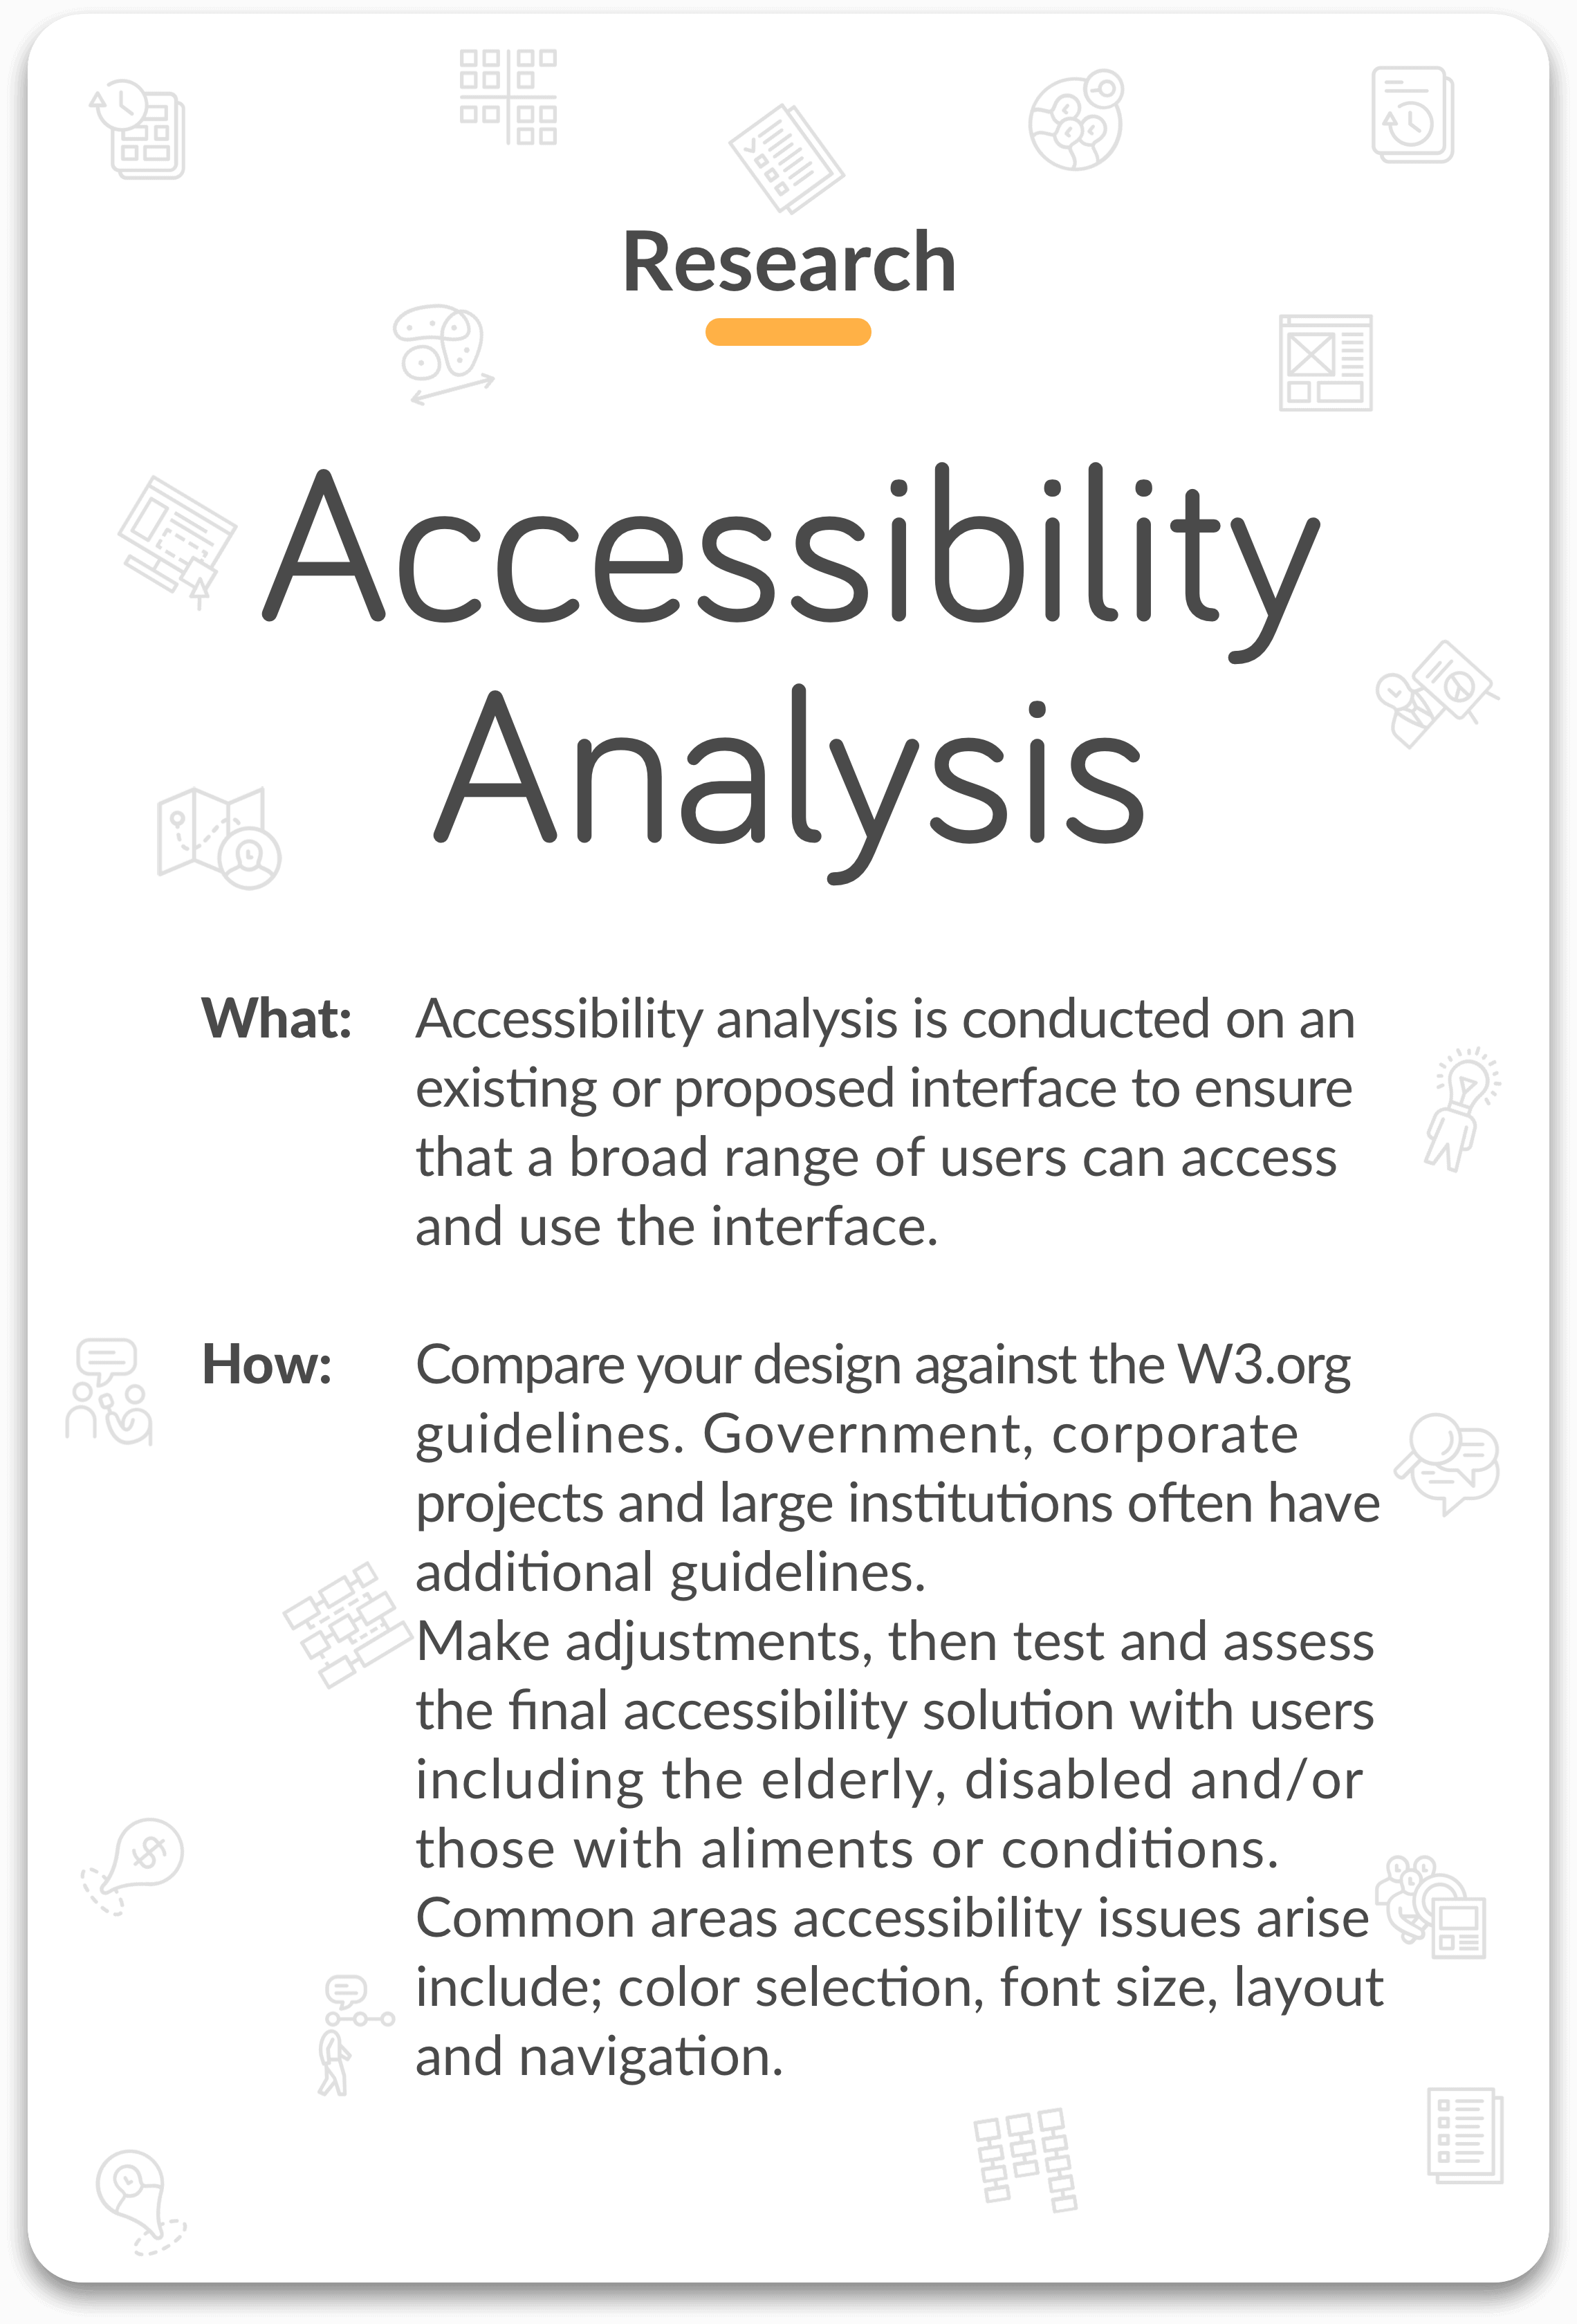 Research
Accessibility
Analysis
What: Accessibility analysis is conducted on an
existing or proposed interface to ensure
that a broad range of users can access
and use the interface.
How: Compare your design against the W3.org
guidelines. Government, corporate
projects and large institutions often have
additional guidelines.
Make adjustments, then test and assess
the final accessibility solution with users
including the elderly, disabled and/or
those with aliments or conditions.
Common areas accessibility issues arise
include; color selection, font size, layout
and navigation.